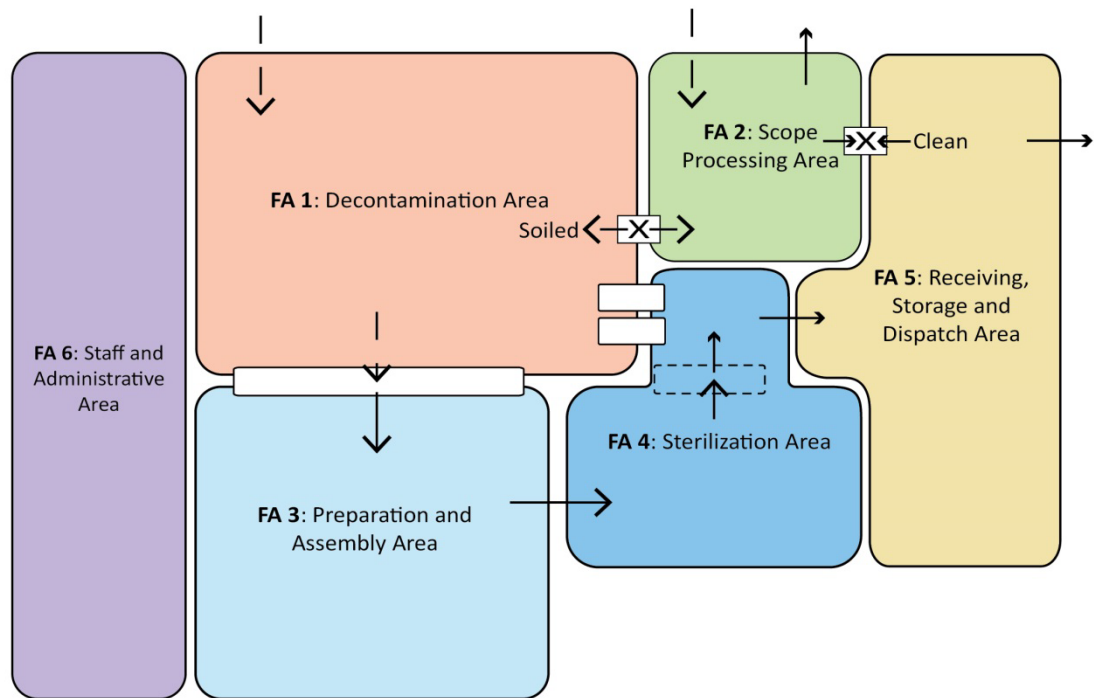 FA 2: Scope
Processing Area
Clean
FA 1: Decontamination Area
Soiled
FA 5: Receiving,
Storage and
Dispatch Area
FA 6: Staff and
Administrative
Area
FA 4: Sterilization Area
FA 3: Preparation and
Assembly Area